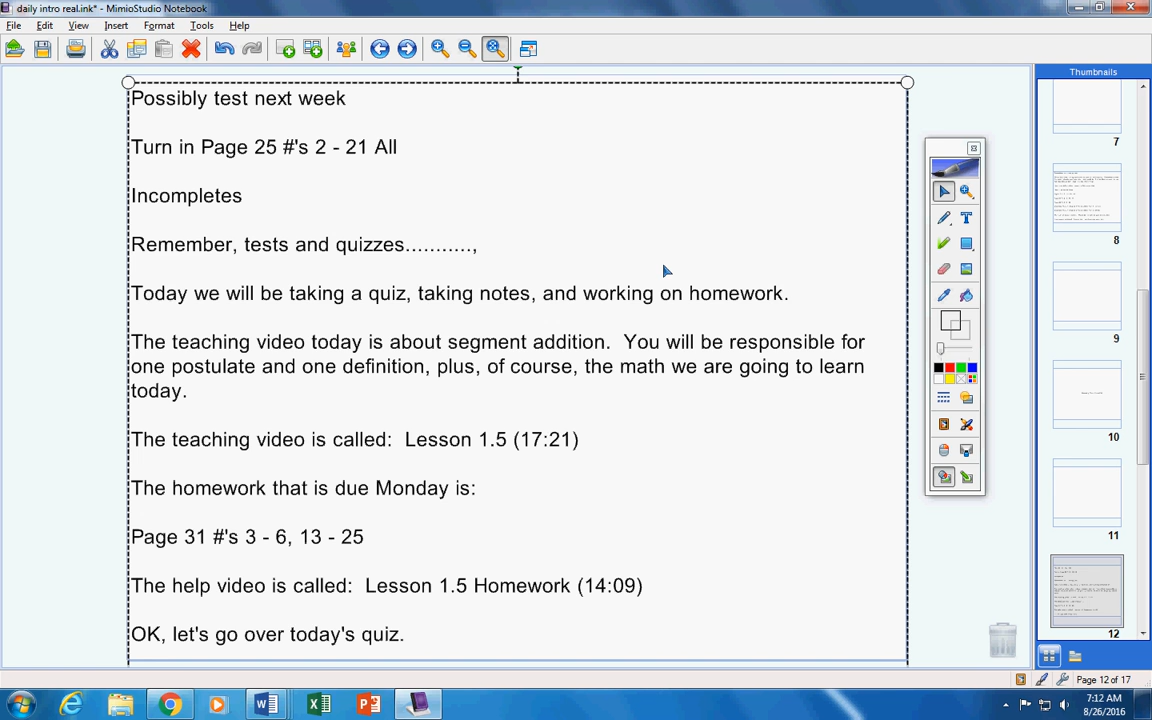 daily intro real.ink* - MimioStudio Notebook
File Edit View Insert Format Tools Help
Possibly test next week
Turn in Page 25 #'s 2 - 21 All
Incompletes
Remember, tests and quizzes...........,
Today we will be taking a quiz, taking notes, and working on homework.
The teaching video today is about segment addition.  You will be responsible for
one postulate and one definition, plus, of course, the math we are going to learn
today.
The teaching video is called:  Lesson 1.5 (17:21)
The homework that is due Monday is:
Page 31 #'s 3 - 6, 13 - 25
The help video is called:  Lesson 1.5 Homework (14:09)
OK, let's go over today's quiz.
Thumbnails
7
8
9
10
11
12
Page 12 of 17
7:12 AM
8/26/2016